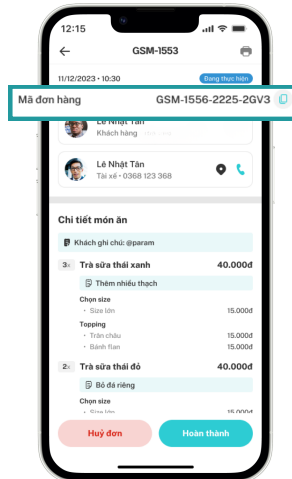 12:15
GSM-1553
11/12/2023 • 10:30
Đang thực hiện
Mã đơn hàng
GSM-1556-2225-2GV3
Lê Nhật Tân
Khách hàng
Lê Nhật Tân
Tài xế • 0368 123 368
Chi tiết món ăn
Khách ghi chú: @param
3x Trà sữa thái xanh 40.000đ
Thêm nhiều thạch
Chọn size
• Size lớn 15.000đ
Topping
• Trân châu 15.000đ
• Bánh flan 15.000đ
2x Trà sữa thái đỏ 40.000đ
Bỏ đá riêng
Chọn size
• Size lớn 15.000đ
Huỷ đơn
Hoàn thành